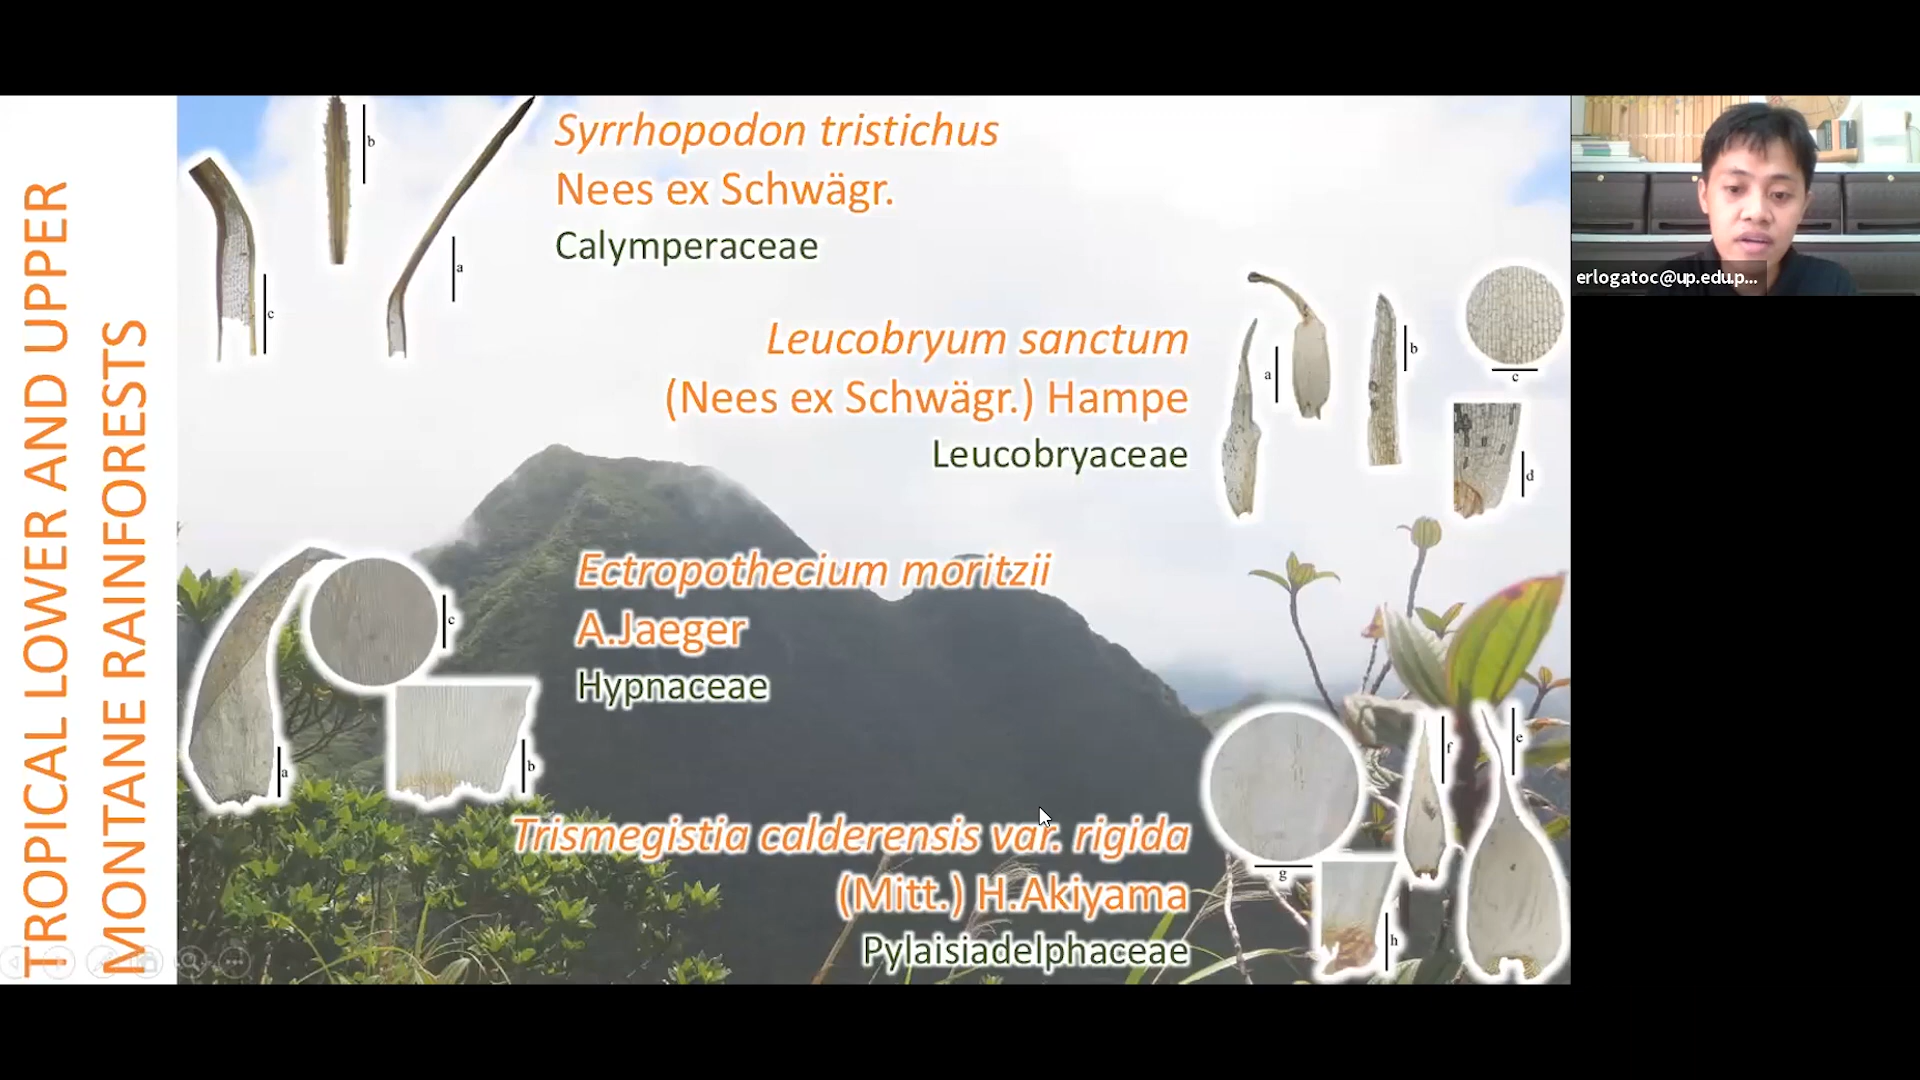 TROPICAL LOWER AND UPPER
MONTANE RAINFORESTS
b
a
c
Syrrhopodon tristichus
Nees ex Schwägr.
Calymperaceae
erlogatoc@up.edu.p...
Leucobryum sanctum
(Nees ex Schwägr.) Hampe
Leucobryaceae
a
b
c
d
Ectropothecium moritzii
A.Jaeger
Hypnaceae
c
a
b
Trismegistia calderensis var. rigida
(Mitt.) H.Akiyama
Pylaisiadelphaceae
f
e
g
h